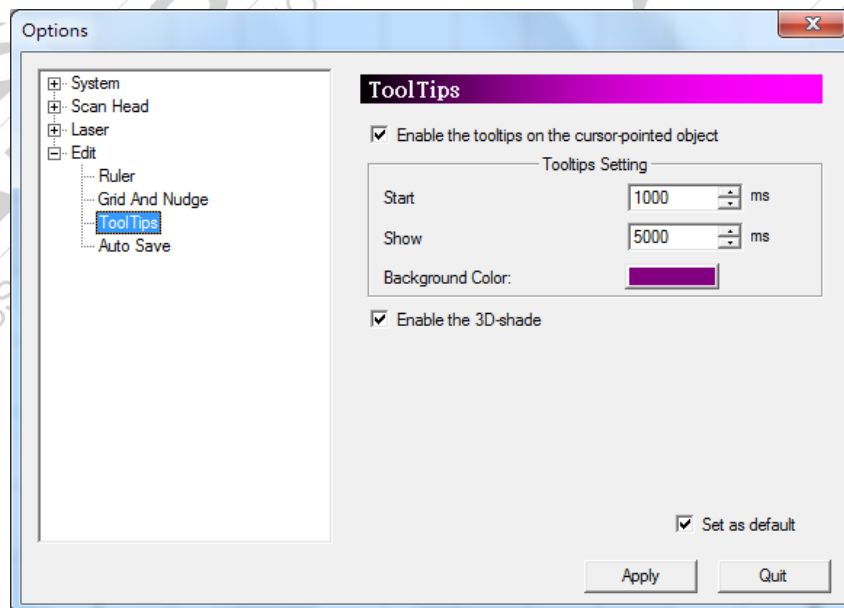 Options
System
Scan Head
Laser
Edit
Ruler
Grid And Nudge
ToolTips
Auto Save
ToolTips
Enable the tooltips on the cursor-pointed object
Tooltips Setting
Start 1000 ms
Show 5000 ms
Background Color:
Enable the 3D-shade
Set as default
Apply Quit